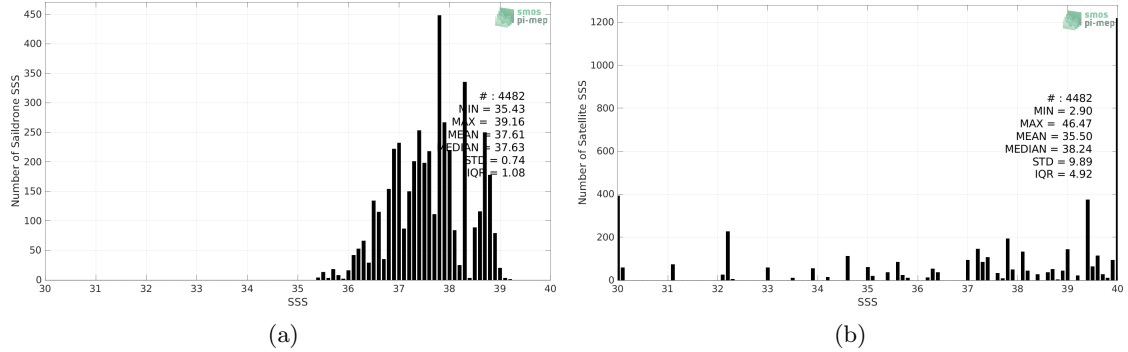 450
400
350
300
250
200
150
100
50
0
Number of Saildrone SSS
smos
pi-mep
# : 4482
MIN = 35.43
MAX = 39.16
MEAN = 37.61
MEDIAN = 37.63
STD = 0.74
IQR = 1.08
30 31 32 33 34 35 36 37 38 39 40
SSS
(a)
1200
1000
800
600
400
200
0
Number of Satellite SSS
smos
pi-mep
# : 4482
MIN = 2.90
MAX = 46.47
MEAN = 35.50
MEDIAN = 38.24
STD = 9.89
IQR = 4.92
30 31 32 33 34 35 36 37 38 39 40
SSS
(b)